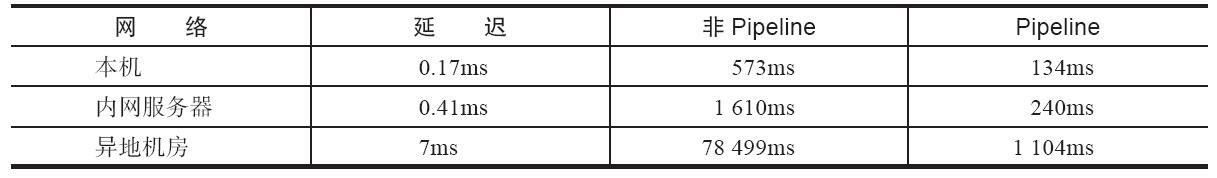 网 络 延 迟 非 Pipeline Pipeline
本机 0.17ms 573ms 134ms
内网服务器 0.41ms 1 610ms 240ms
异地机房 7ms 78 499ms 1 104ms